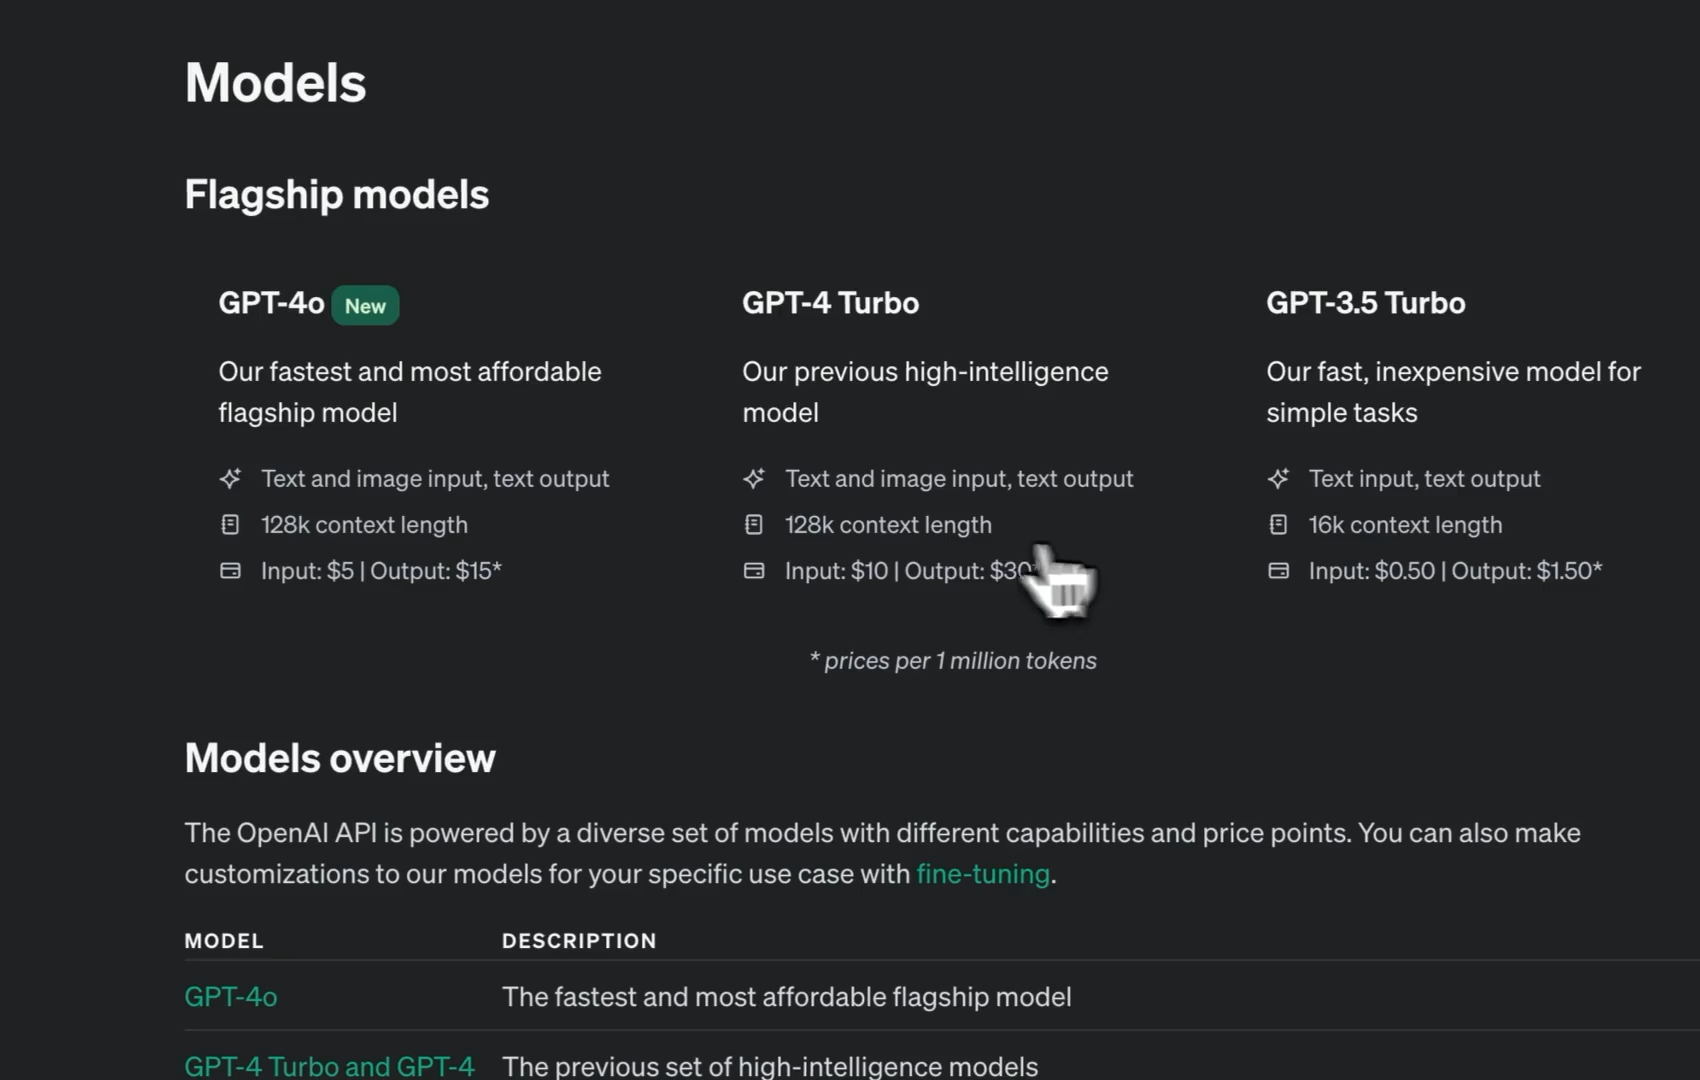 Models
Flagship models
GPT-4o New
Our fastest and most affordable
flagship model
Text and image input, text output
128k context length
Input: $5 | Output: $15*
GPT-4 Turbo
Our previous high-intelligence
model
Text and image input, text output
128k context length
Input: $10 | Output: $30*
GPT-3.5 Turbo
Our fast, inexpensive model for
simple tasks
Text input, text output
16k context length
Input: $0.50 | Output: $1.50*
* prices per 1 million tokens
Models overview
The OpenAI API is powered by a diverse set of models with different capabilities and price points. You can also make
customizations to our models for your specific use case with fine-tuning.
MODEL DESCRIPTION
GPT-4o The fastest and most affordable flagship model
GPT-4 Turbo and GPT-4 The previous set of high-intelligence models